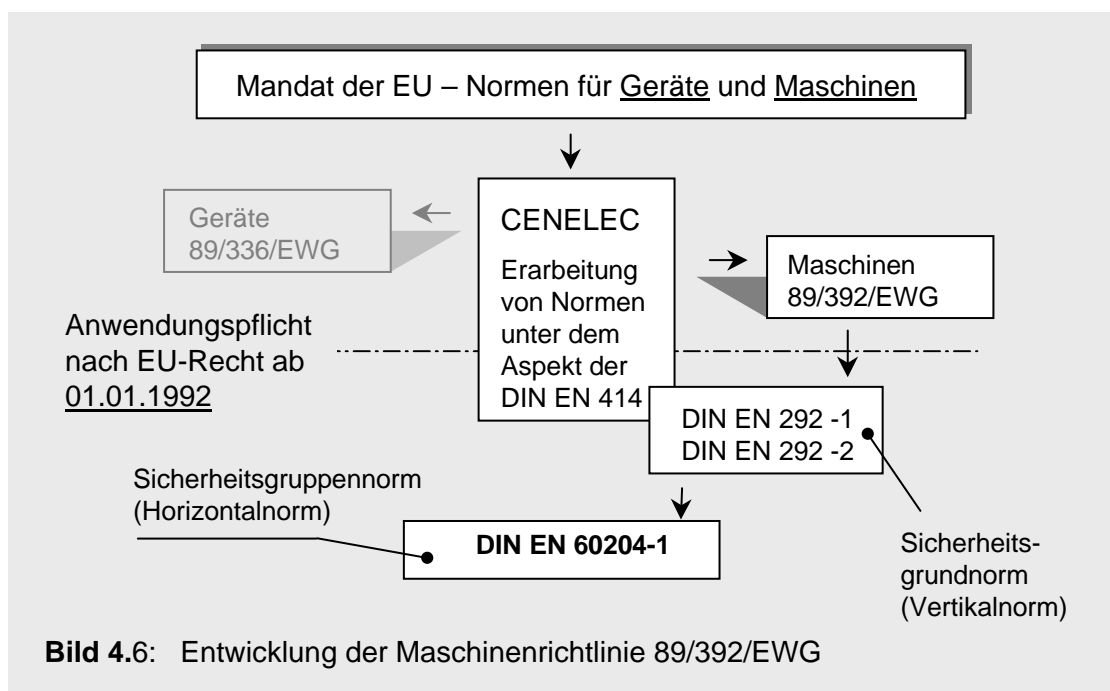 Mandat der EU – Normen für Geräte und Maschinen
Geräte
89/336/EWG
CENELEC
Erarbeitung
von Normen
unter dem
Aspekt der
DIN EN 414
Maschinen
89/392/EWG
Anwendungspflicht
nach EU-Recht ab
01.01.1992
DIN EN 292 -1
DIN EN 292 -2
Sicherheitsgruppennorm
(Horizontalnorm)
DIN EN 60204-1
Sicherheits-
grundnorm
(Vertikalnorm)
Bild 4.6: Entwicklung der Maschinenrichtlinie 89/392/EWG